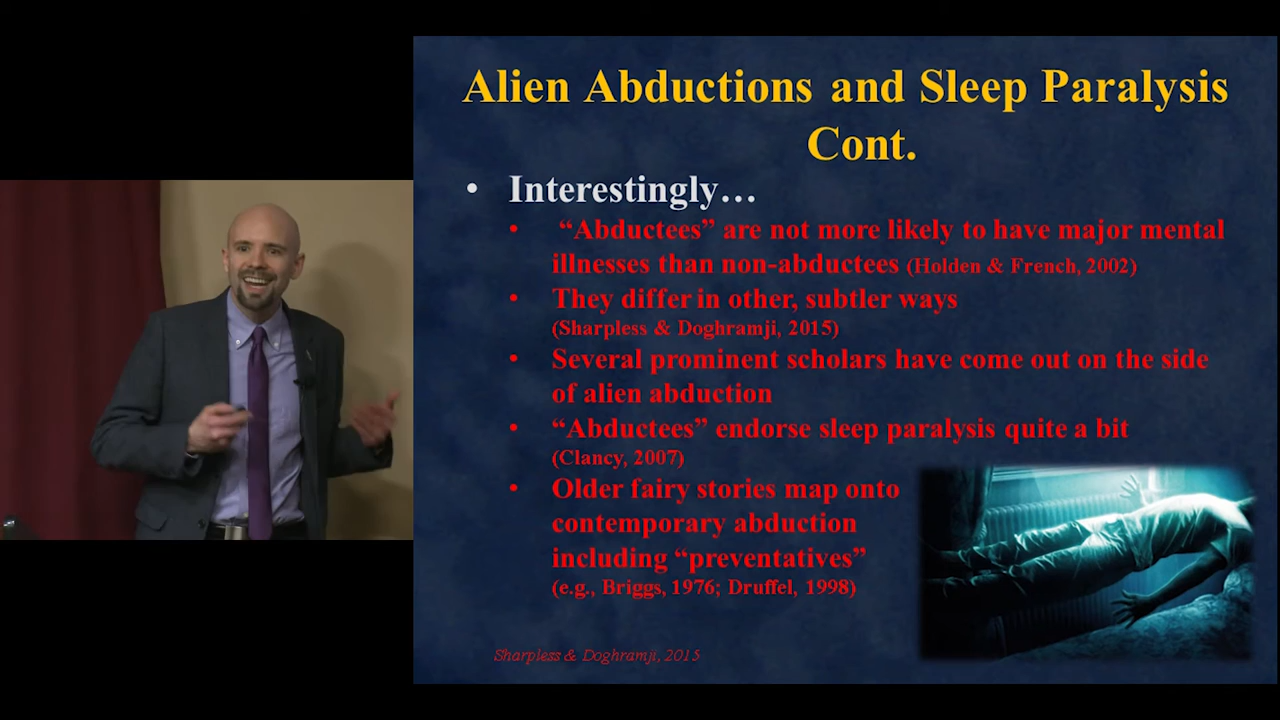 Alien Abductions and Sleep Paralysis
Cont.
• Interestingly…
• “Abductees” are not more likely to have major mental
illnesses than non-abductees (Holden & French, 2002)
• They differ in other, subtler ways
(Sharpless & Doghramji, 2015)
• Several prominent scholars have come out on the side
of alien abduction
• “Abductees” endorse sleep paralysis quite a bit
(Clancy, 2007)
• Older fairy stories map onto
contemporary abduction
including “preventatives”
(e.g., Briggs, 1976; Druffel, 1998)
Sharpless & Doghramji, 2015